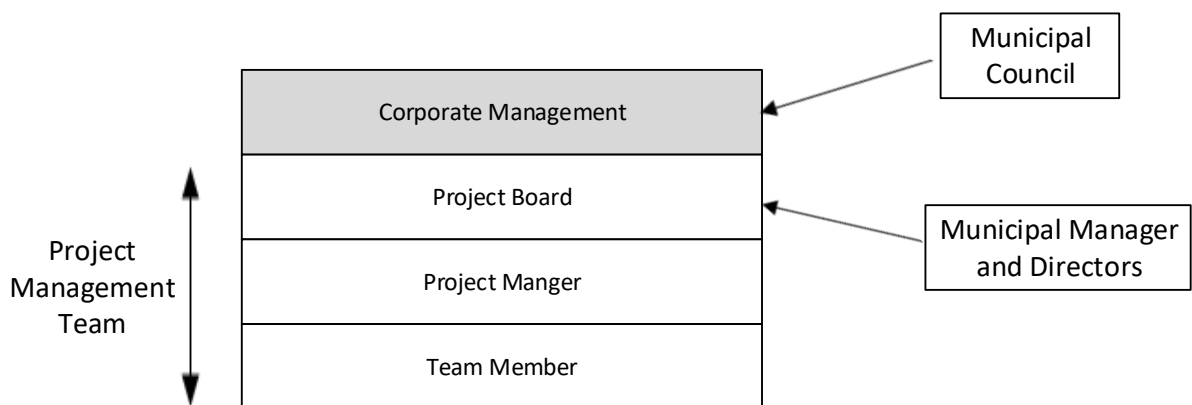 Municipal
Council
Corporate Management
Project Board
Project Manger
Team Member
Project
Management
Team
Municipal Manager
and Directors